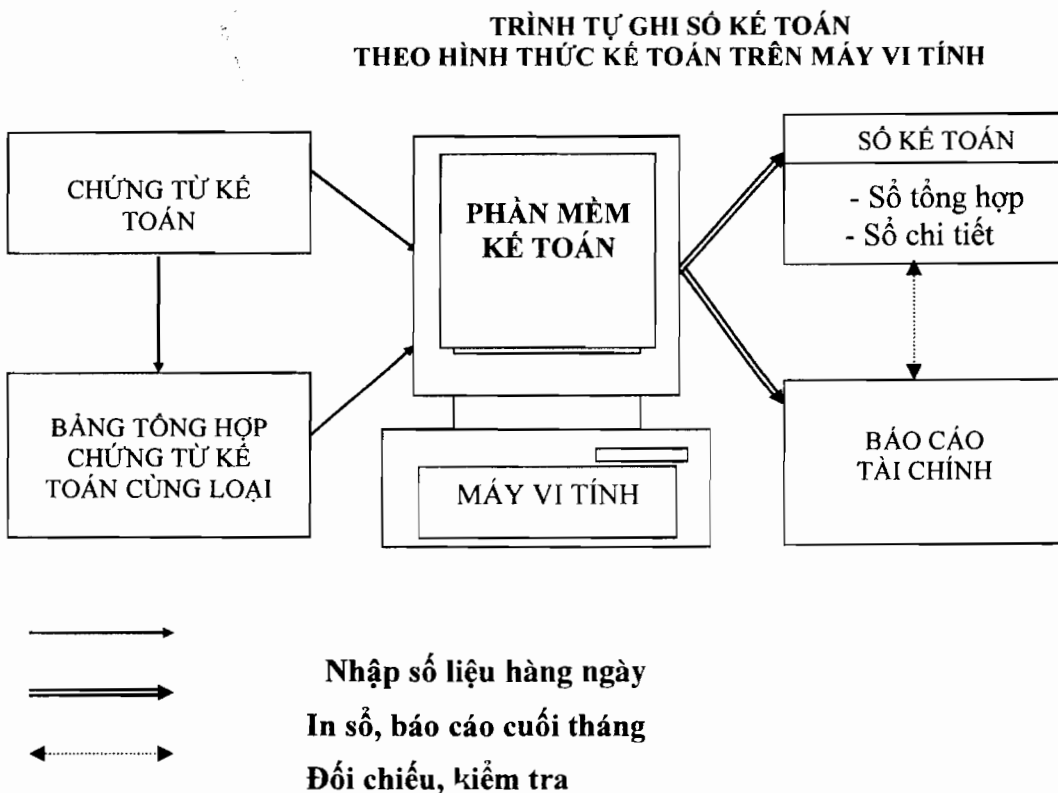 TRÌNH TỰ GHI SỔ KẾ TOÁN
THEO HÌNH THỨC KẾ TOÁN TRÊN MÁY VI TÍNH
CHỨNG TỪ KẾ
TOÁN
BẢNG TỔNG HỢP
CHỨNG TỪ KẾ
TOÁN CÙNG LOẠI
PHẦN MỀM
KẾ TOÁN
MÁY VI TÍNH
SỔ KẾ TOÁN
- Sổ tổng hợp
- Sổ chi tiết
BÁO CÁO
TÀI CHÍNH
Nhập số liệu hàng ngày
In sổ, báo cáo cuối tháng
Đối chiếu, kiểm tra